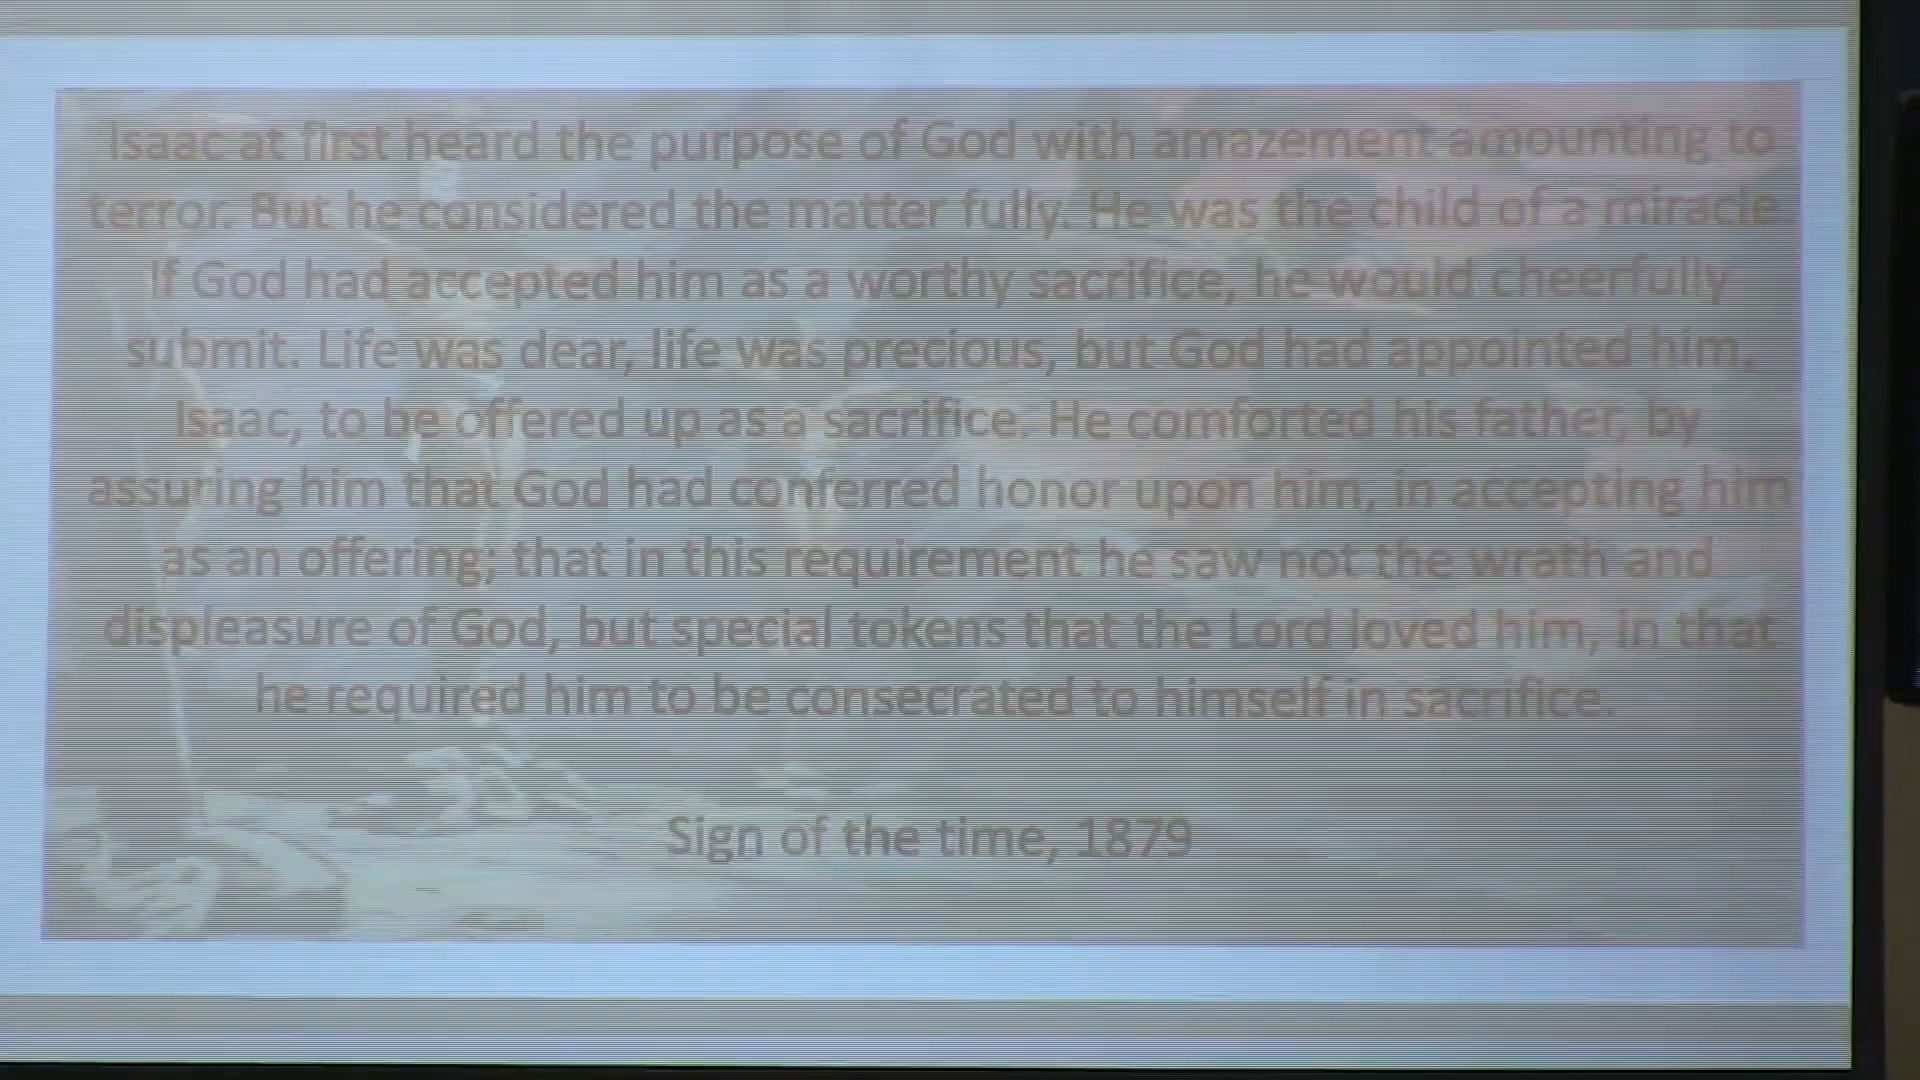 Isaac at first heard the purpose of God with amazement amounting to
terror. But he considered the matter fully. He was the child of a miracle.
If God had accepted him as a worthy sacrifice, he would cheerfully
submit. Life was dear, life was precious, but God had appointed him,
Isaac, to be offered up as a sacrifice. He comforted his father, by
assuring him that God had conferred honor upon him, in accepting him
as an offering; that in this requirement he saw not the wrath and
displeasure of God, but special tokens that the Lord loved him, in that
he required him to be consecrated to himself in sacrifice.
Sign of the time, 1879